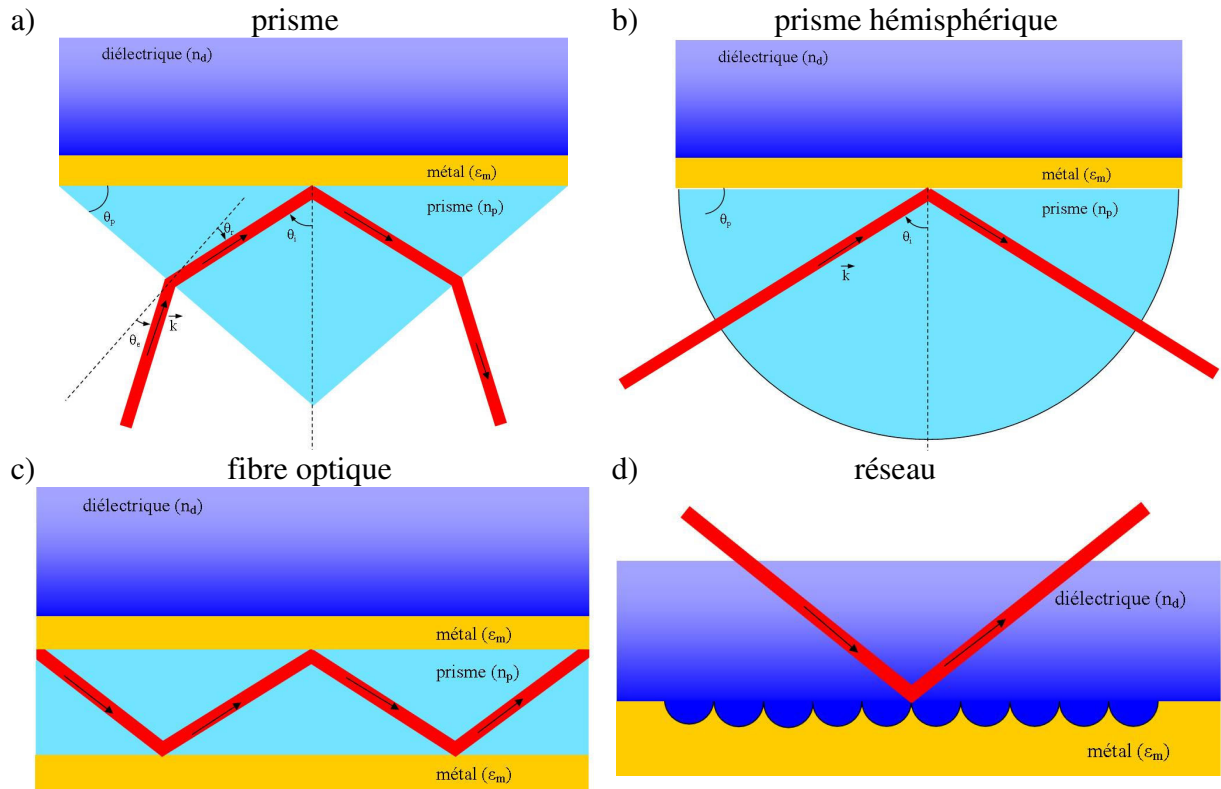 a) prisme
diélectrique (n_d)
métal (ε_m)
prisme (n_p)
θ_p
θ_r
θ_i
k
θ_e
b) prisme hémisphérique
diélectrique (n_d)
métal (ε_m)
prisme (n_p)
θ_p
θ_i
k
c) fibre optique
diélectrique (n_d)
métal (ε_m)
prisme (n_p)
métal (ε_m)
d) réseau
diélectrique (n_d)
métal (ε_m)